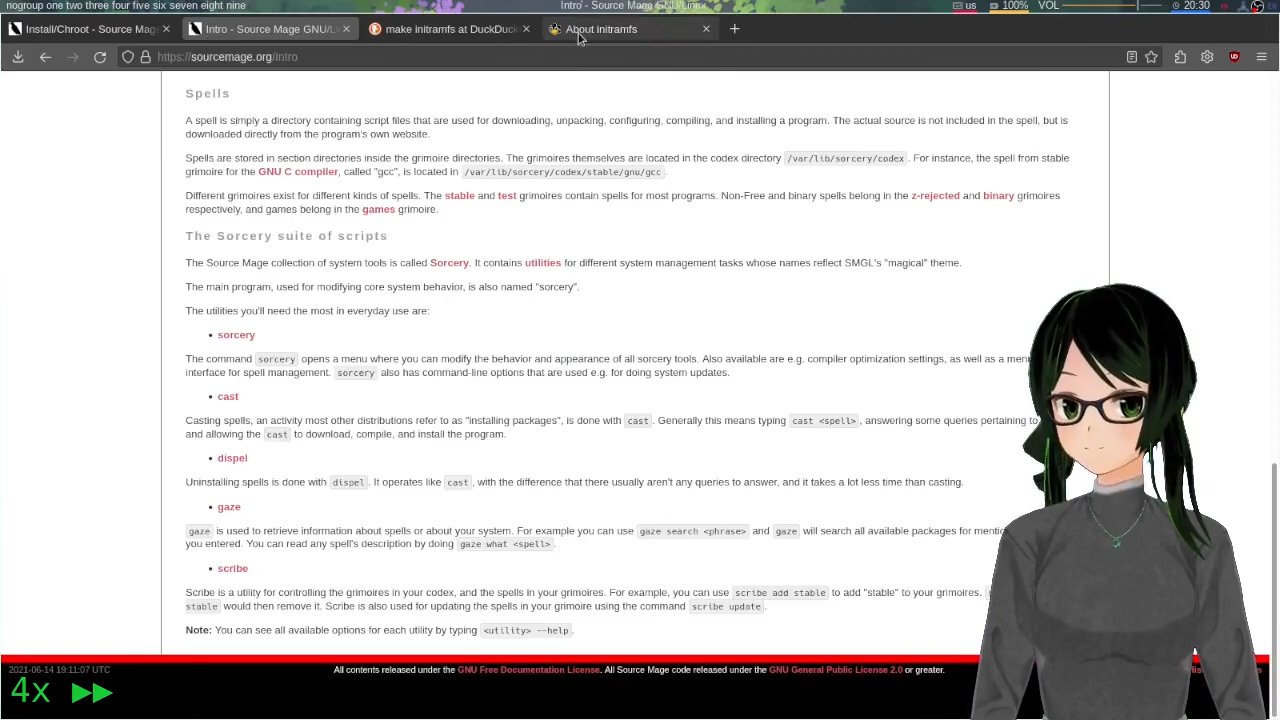 nogroup one two three four five six seven eight nine
Intro - Source Mage GNU/Linux
us 100% VOL 20:30
Install/Chroot - Source Mage
Intro - Source Mage GNU/L
make initramfs at DuckDuck
About initramfs
https://sourcemage.org/Intro
Spells
A spell is simply a directory containing script files that are used for downloading, unpacking, configuring, compiling, and installing a program. The actual source is not included in the spell, but is
downloaded directly from the program's own website.
Spells are stored in section directories inside the grimoire directories. The grimoires themselves are located in the codex directory /var/lib/sorcery/codex . For instance, the spell from stable
grimoire for the GNU C compiler, called "gcc", is located in /var/lib/sorcery/codex/stable/gnu/gcc .
Different grimoires exist for different kinds of spells. The stable and test grimoires contain spells for most programs. Non-Free and binary spells belong in the z-rejected and binary grimoires
respectively, and games belong in the games grimoire.
The Sorcery suite of scripts
The Source Mage collection of system tools is called Sorcery. It contains utilities for different system management tasks whose names reflect SMGL's "magical" theme.
The main program, used for modifying core system behavior, is also named "sorcery".
The utilities you'll need the most in everyday use are:
• sorcery
The command sorcery opens a menu where you can modify the behavior and appearance of all sorcery tools. Also available are e.g. compiler optimization settings, as well as a menu
interface for spell management. sorcery also has command-line options that are used e.g. for doing system updates.
• cast
Casting spells, an activity most other distributions refer to as "installing packages", is done with cast . Generally this means typing cast <spell> , answering some queries pertaining to
and allowing the cast to download, compile, and install the program.
• dispel
Uninstalling spells is done with dispel . It operates like cast , with the difference that there usually aren't any queries to answer, and it takes a lot less time than casting.
• gaze
gaze is used to retrieve information about spells or about your system. For example you can use gaze search <phrase> and gaze will search all available packages for
you entered. You can read any spell's description by doing gaze what <spell> .
• scribe
Scribe is a utility for controlling the grimoires in your codex, and the spells in your grimoires. For example, you can use scribe add stable to add "stable" to your grimoires.
stable would then remove it. Scribe is also used for updating the spells in your grimoire using the command scribe update .
Note: You can see all available options for each utility by typing <utility> --help .
2021-06-14 19:11:07 UTC
All contents released under the GNU Free Documentation License. All Source Mage code released under the GNU General Public License 2.0 or greater.
4x